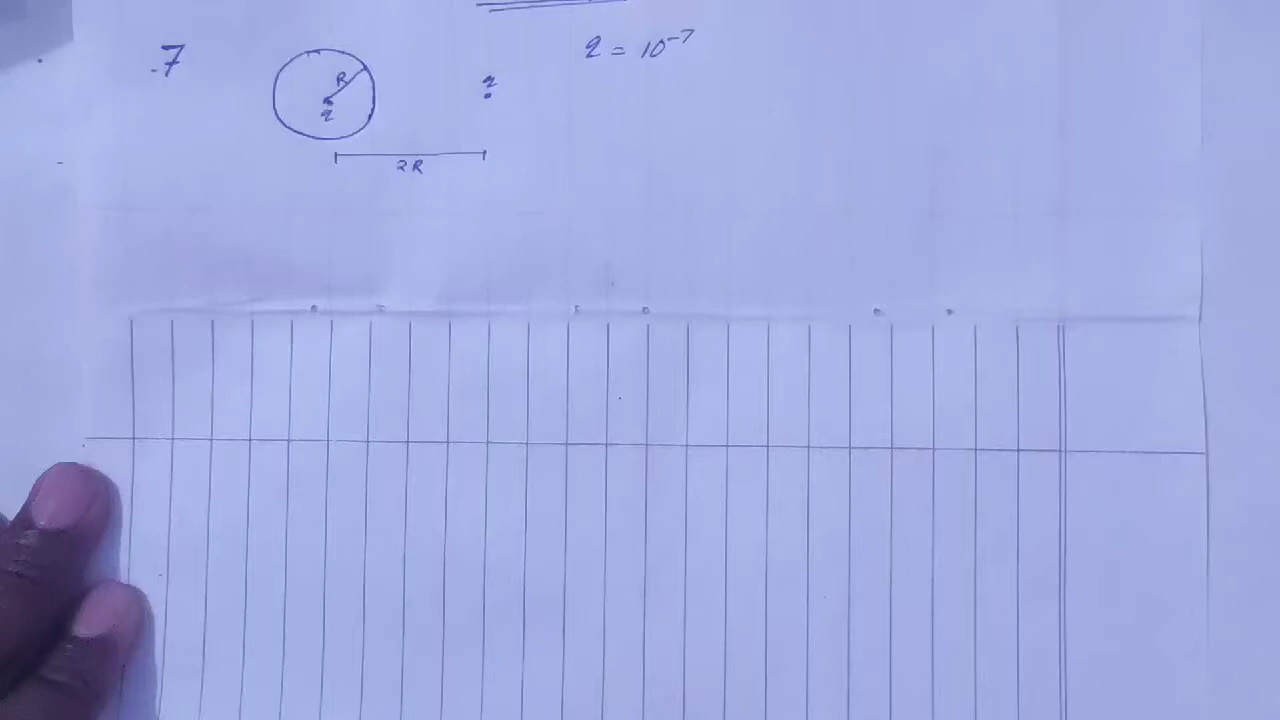 .7
R
q
q
2R
q = 10⁻⁷